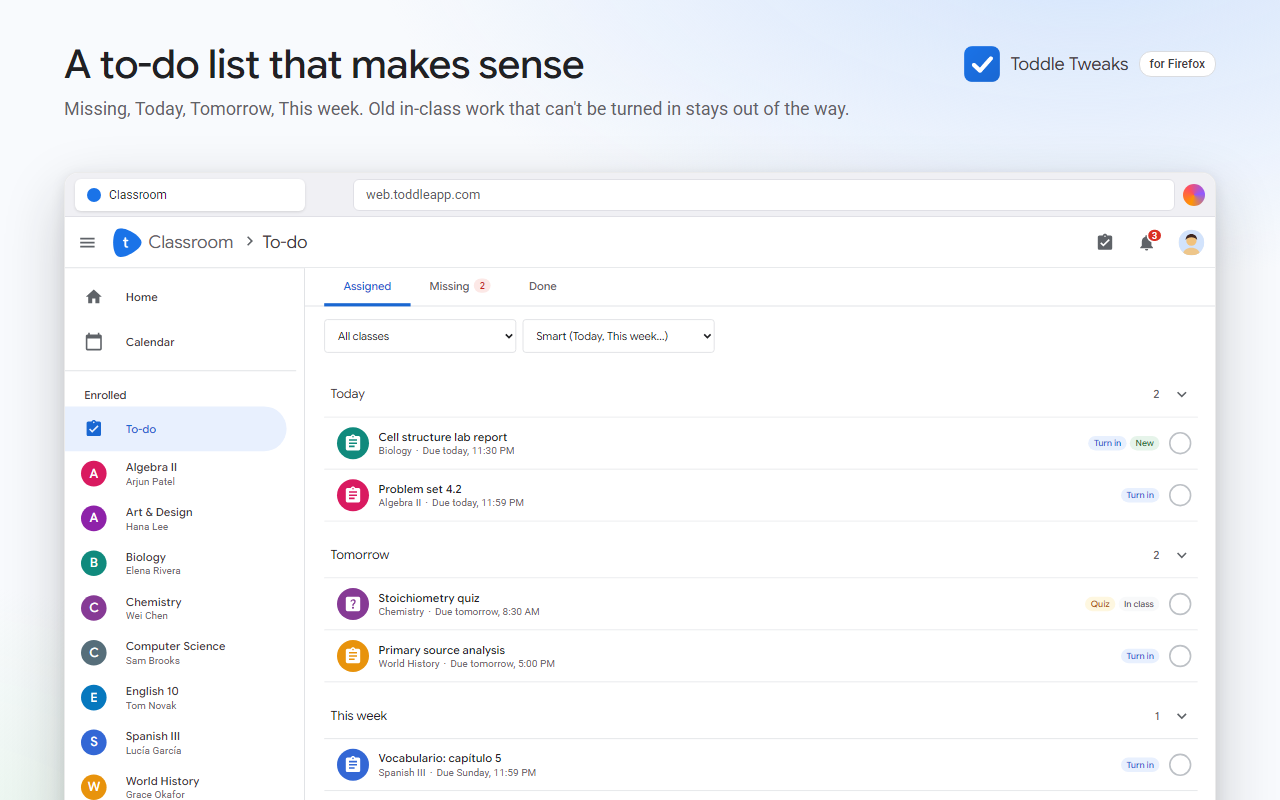 A to-do list that makes sense
Toddle Tweaks
for Firefox
Missing, Today, Tomorrow, This week. Old in-class work that can't be turned in stays out of the way.
Classroom
web.toddleapp.com
t
Classroom
To-do
3
Home
Calendar
Enrolled
To-do
A
Algebra II
Arjun Patel
A
Art & Design
Hana Lee
B
Biology
Elena Rivera
C
Chemistry
Wei Chen
C
Computer Science
Sam Brooks
E
English 10
Tom Novak
S
Spanish III
Lucía García
W
World History
Grace Okafor
Assigned
Missing 2
Done
All classes
Smart (Today, This week...)
Today
2
Cell structure lab report
Biology · Due today, 11:30 PM
Turn in
New
Problem set 4.2
Algebra II · Due today, 11:59 PM
Turn in
Tomorrow
2
?
Stoichiometry quiz
Chemistry · Due tomorrow, 8:30 AM
Quiz
In class
Primary source analysis
World History · Due tomorrow, 5:00 PM
Turn in
This week
1
Vocabulario: capítulo 5
Spanish III · Due Sunday, 11:59 PM
Turn in